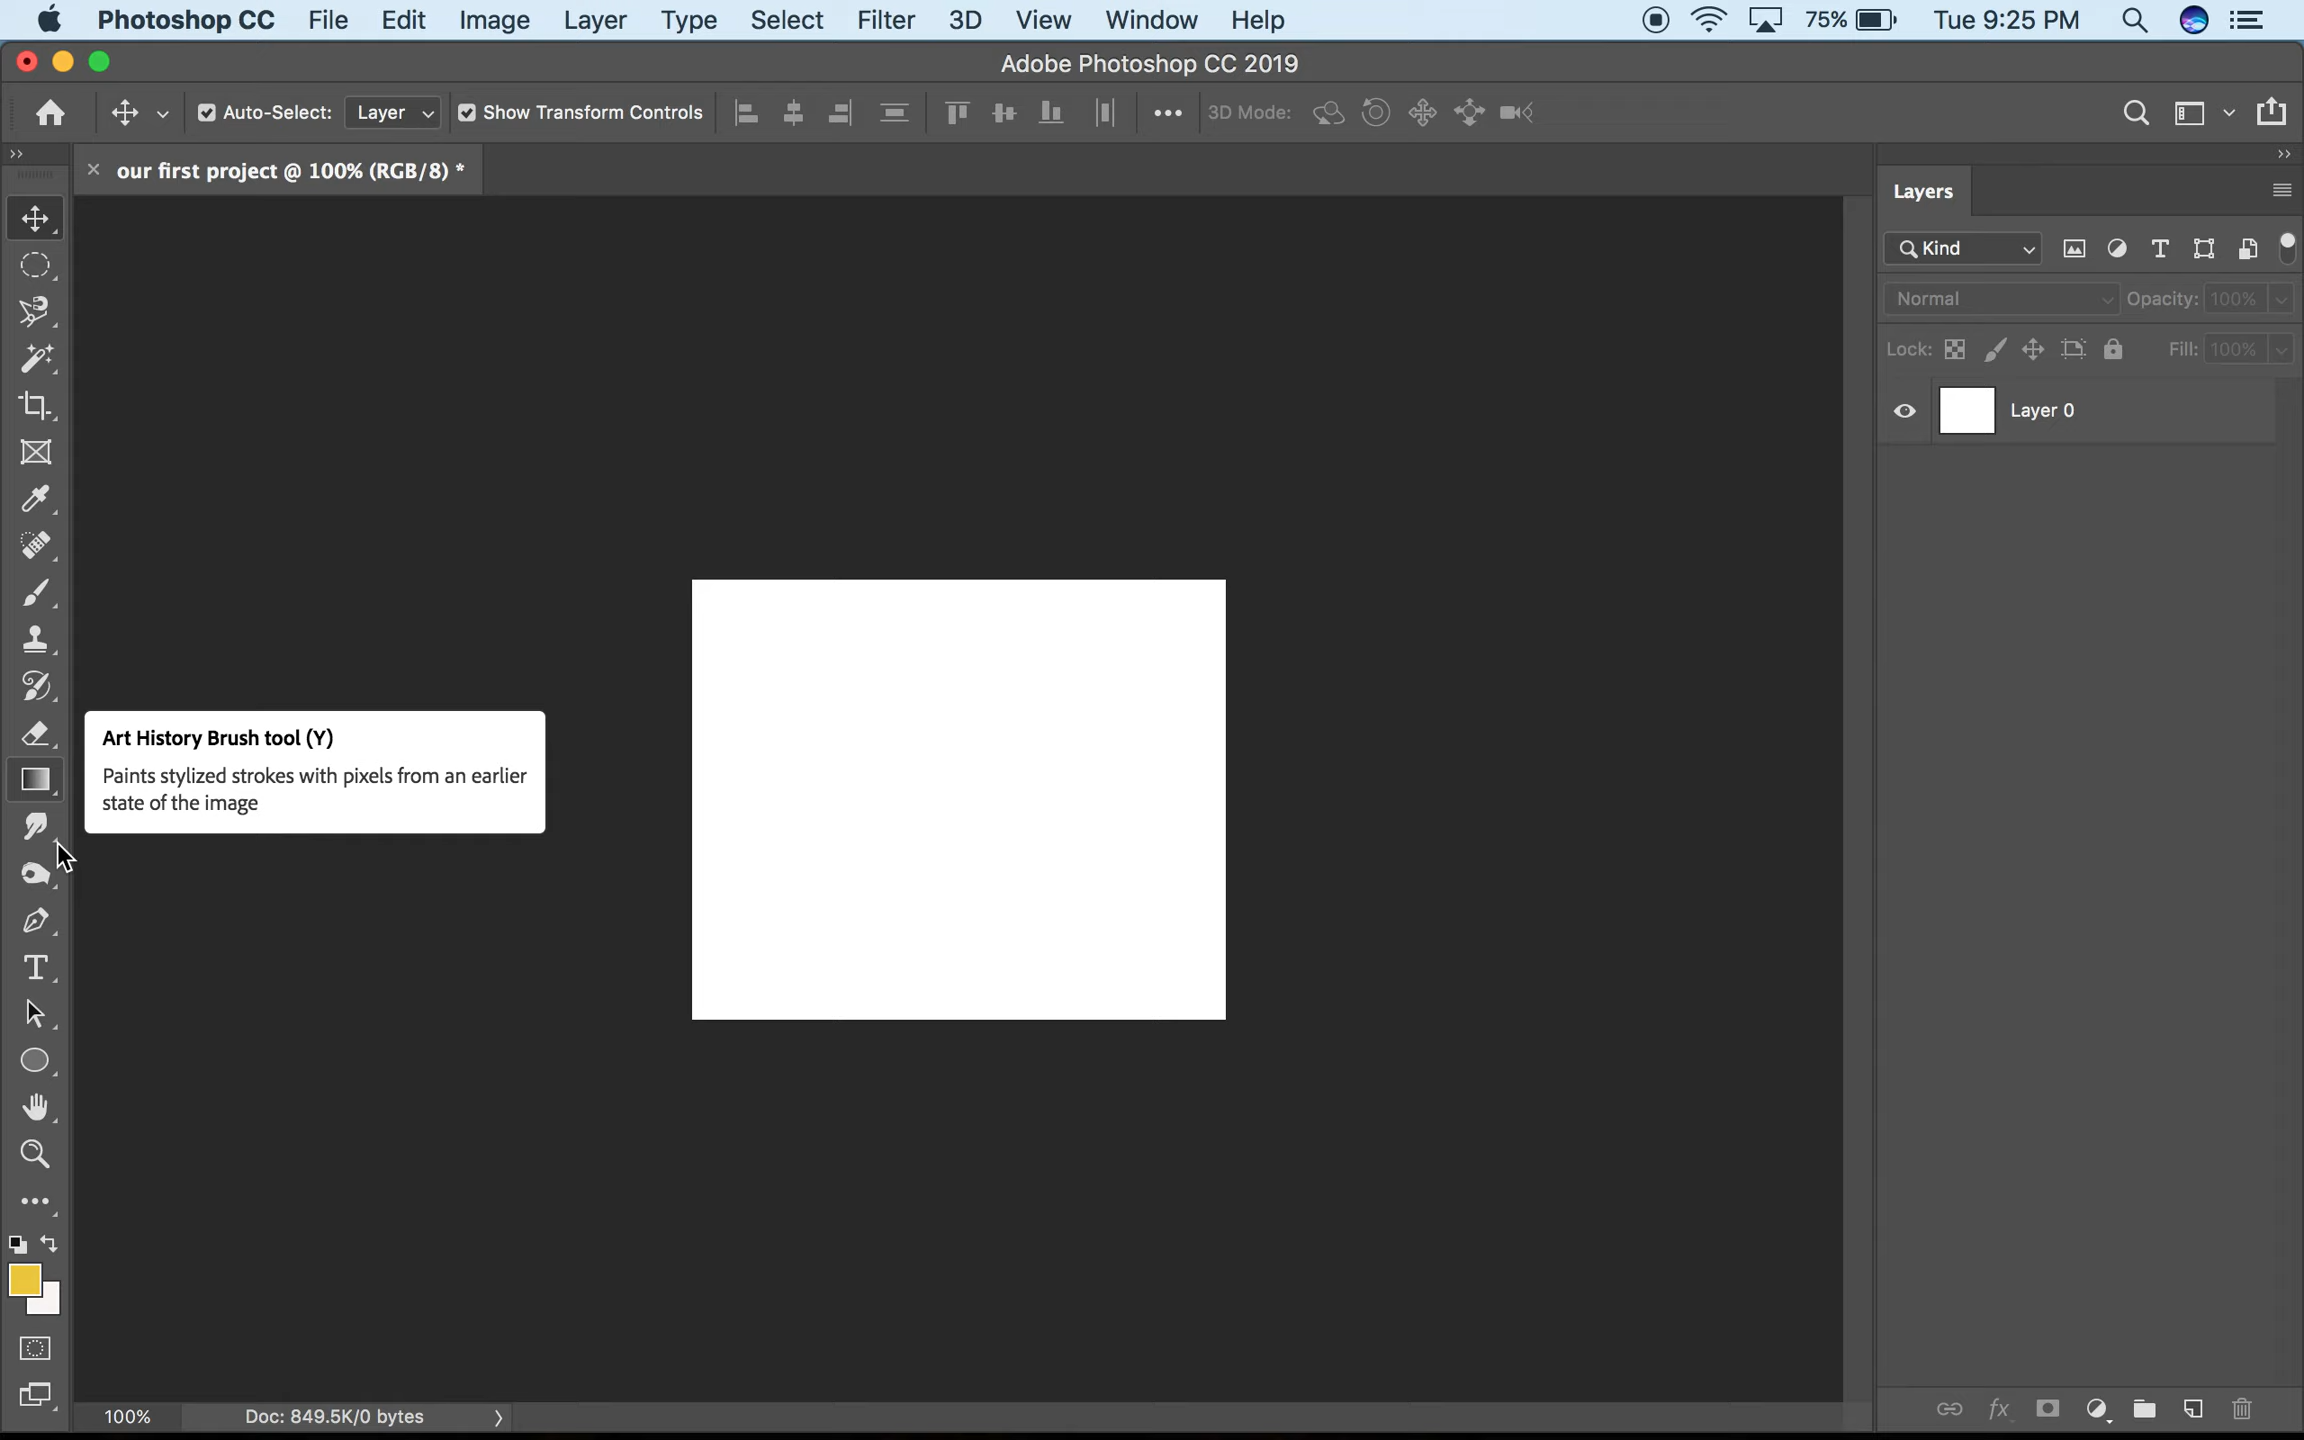 Photoshop CC File Edit Image Layer Type Select Filter 3D View Window Help 75% Tue 9:25 PM
Adobe Photoshop CC 2019
Auto-Select: Layer Show Transform Controls 3D Mode:
our first project @ 100% (RGB/8) *
Layers
Kind
Normal Opacity: 100%
Lock: Fill: 100%
Layer 0
Art History Brush tool (Y)
Paints stylized strokes with pixels from an earlier
state of the image
100% Doc: 849.5K/0 bytes
fx